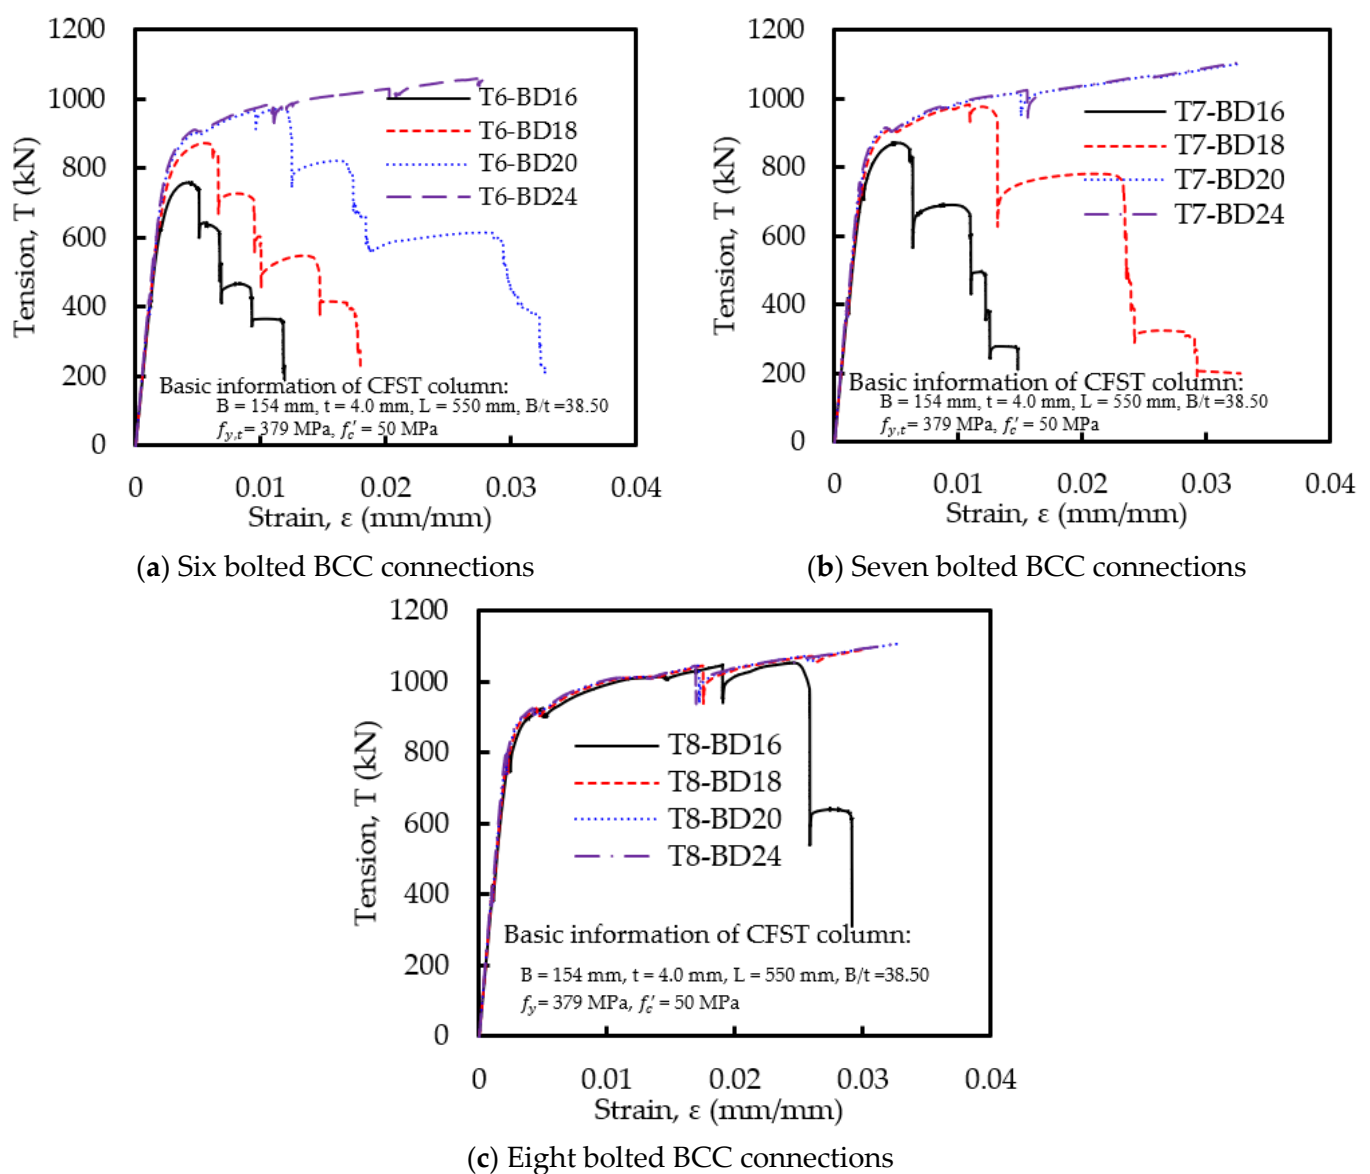 1200
1000
800
600
400
200
0
Tension, T (kN)
T6-BD16
T6-BD18
T6-BD20
T6-BD24
Basic information of CFST column:
B = 154 mm, t = 4.0 mm, L = 550 mm, B/t =38.50
fy,t = 379 MPa, fc′ = 50 MPa
0 0.01 0.02 0.03 0.04
Strain, ε (mm/mm)
(a) Six bolted BCC connections
1200
1000
800
600
400
200
0
Tension, T (kN)
T7-BD16
T7-BD18
T7-BD20
T7-BD24
Basic information of CFST column:
B = 154 mm, t = 4.0 mm, L = 550 mm, B/t =38.50
fy,t = 379 MPa, fc′ = 50 MPa
0 0.01 0.02 0.03 0.04
Strain, ε (mm/mm)
(b) Seven bolted BCC connections
1200
1000
800
600
400
200
0
Tension, T (kN)
T8-BD16
T8-BD18
T8-BD20
T8-BD24
Basic information of CFST column:
B = 154 mm, t = 4.0 mm, L = 550 mm, B/t =38.50
fy = 379 MPa, fc′ = 50 MPa
0 0.01 0.02 0.03 0.04
Strain, ε (mm/mm)
(c) Eight bolted BCC connections